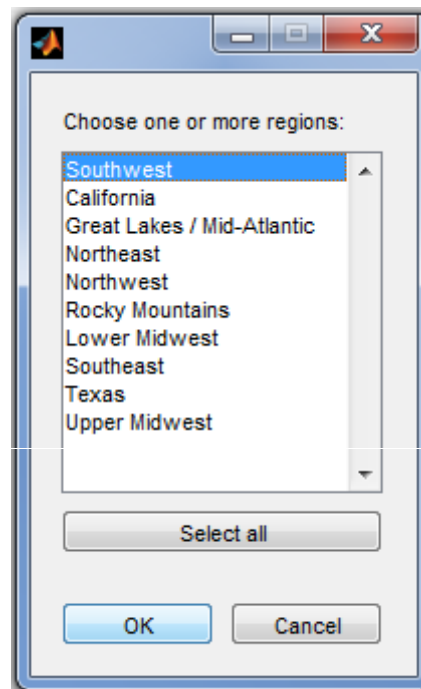 Choose one or more regions:
Southwest
California
Great Lakes / Mid-Atlantic
Northeast
Northwest
Rocky Mountains
Lower Midwest
Southeast
Texas
Upper Midwest
Select all
OK
Cancel